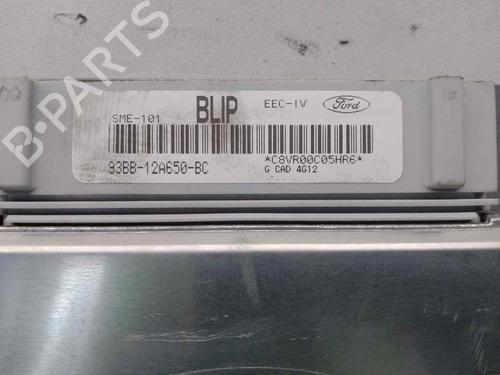 B-PARTS
SME-101
BLIP
EEC-IV
Ford
93BB-12A650-BC
*C8VR00C05HR6*
G CAD 4G12